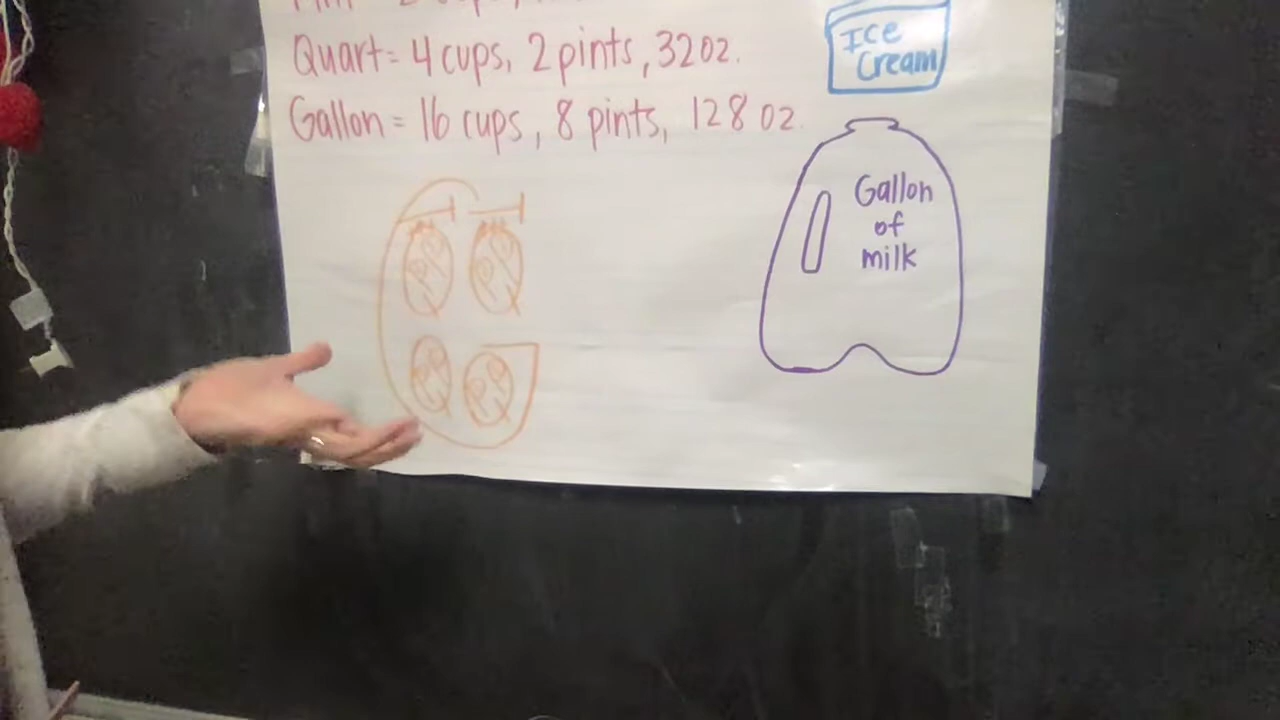 Quart = 4 cups, 2 pints, 32 oz.
Gallon = 16 cups, 8 pints, 128 oz.
Ice
Cream
Gallon
of
milk